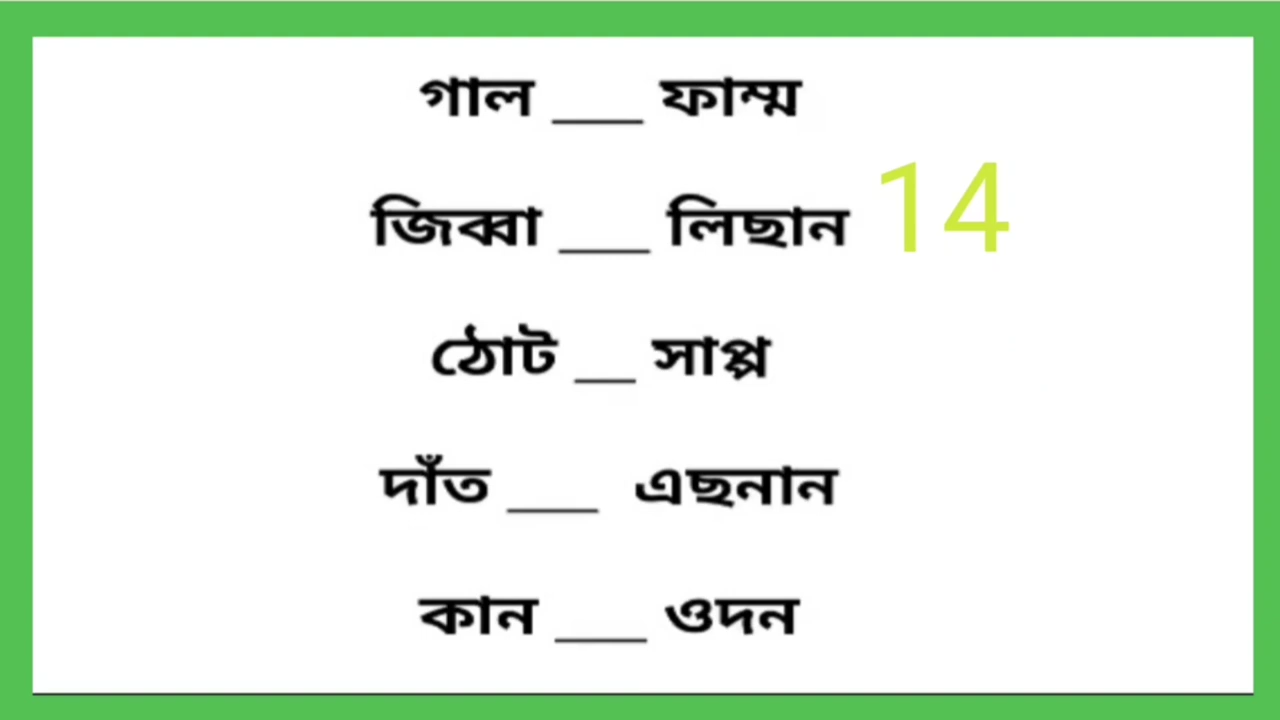 গাল ___ ফাম্ম
জিব্বা ___ লিছান 14
ঠোট __ সাপ্প
দাঁত ___ এছনান
কান ___ ওদন